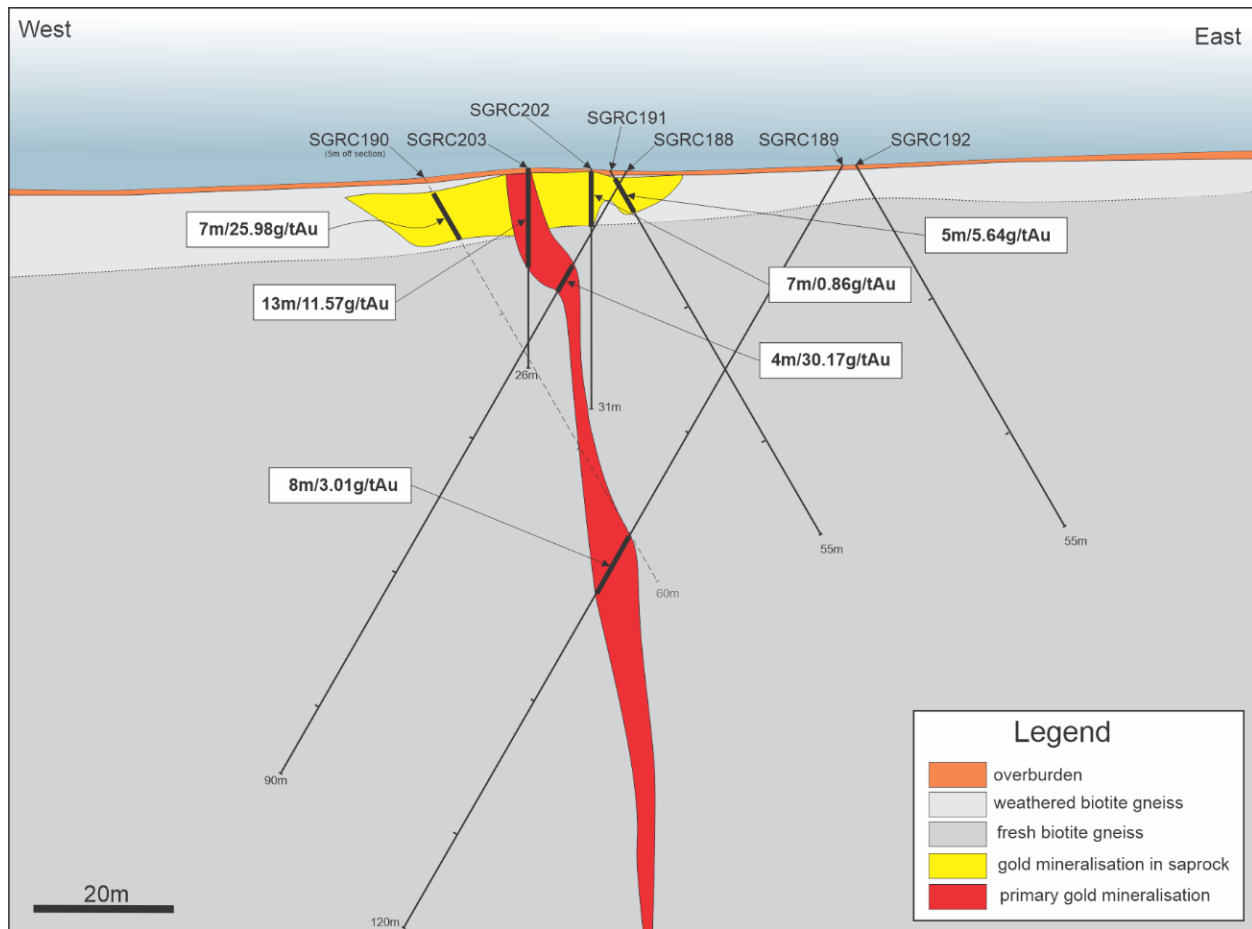 West
East
SGRC202
SGRC191
SGRC190
SGRC203
SGRC188
SGRC189
SGRC192
(5m off section)
7m/25.98g/tAu
5m/5.64g/tAu
13m/11.57g/tAu
7m/0.86g/tAu
4m/30.17g/tAu
26m
31m
8m/3.01g/tAu
55m
55m
60m
90m
120m
20m
Legend
overburden
weathered biotite gneiss
fresh biotite gneiss
gold mineralisation in saprock
primary gold mineralisation